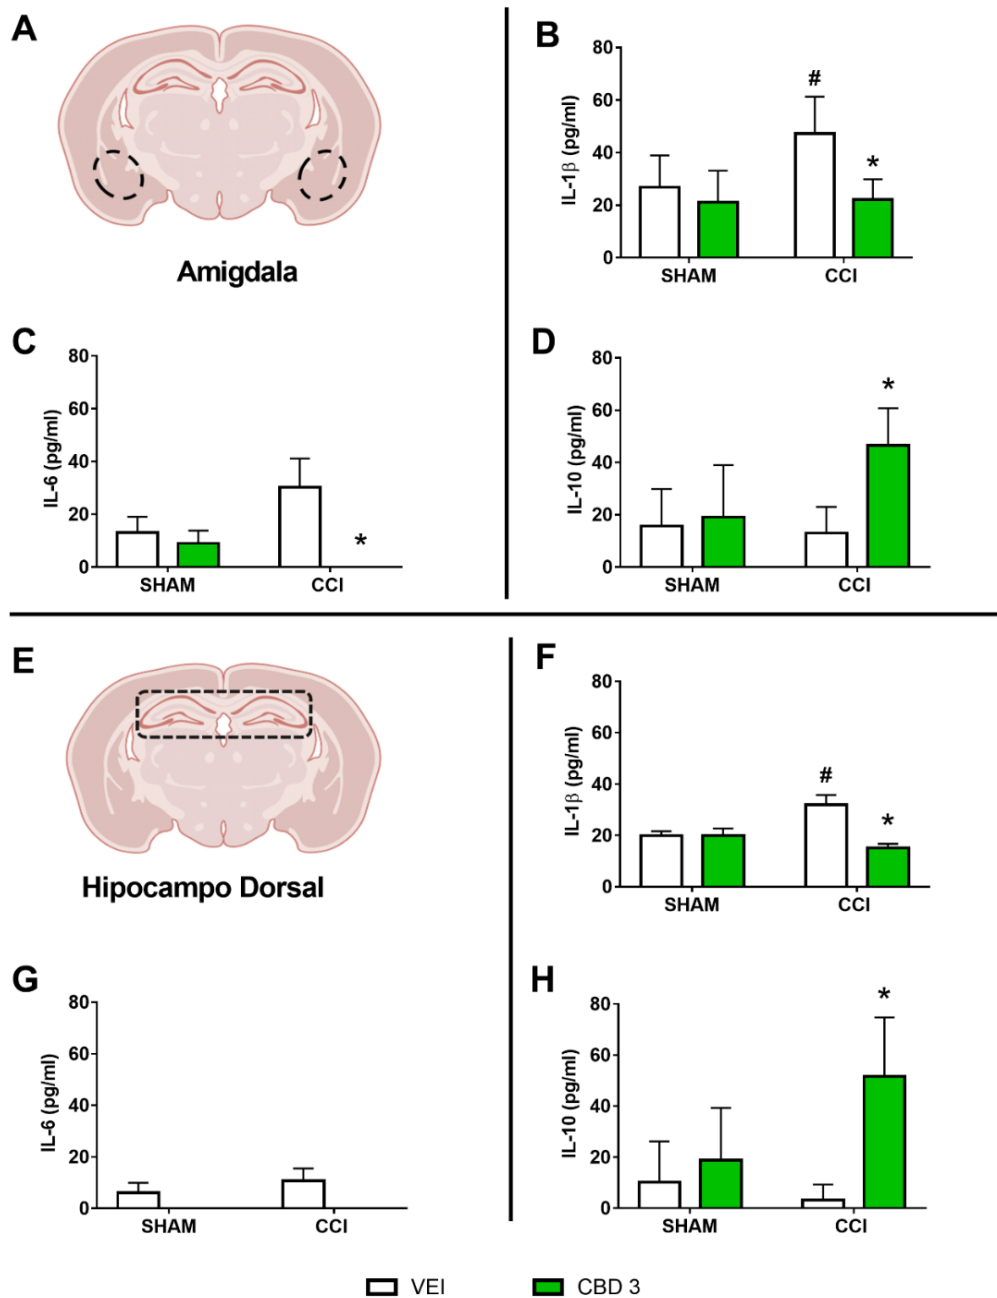 A
Amigdala
B
IL-1β (pg/ml)
80
60
40
20
0
#
*
SHAM CCI
C
IL-6 (pg/ml)
80
60
40
20
0
*
SHAM CCI
D
IL-10 (pg/ml)
80
60
40
20
0
*
SHAM CCI
E
Hipocampo Dorsal
F
IL-1β (pg/ml)
80
60
40
20
0
#
*
SHAM CCI
G
IL-6 (pg/ml)
80
60
40
20
0
SHAM CCI
H
IL-10 (pg/ml)
80
60
40
20
0
*
SHAM CCI
VEI CBD 3